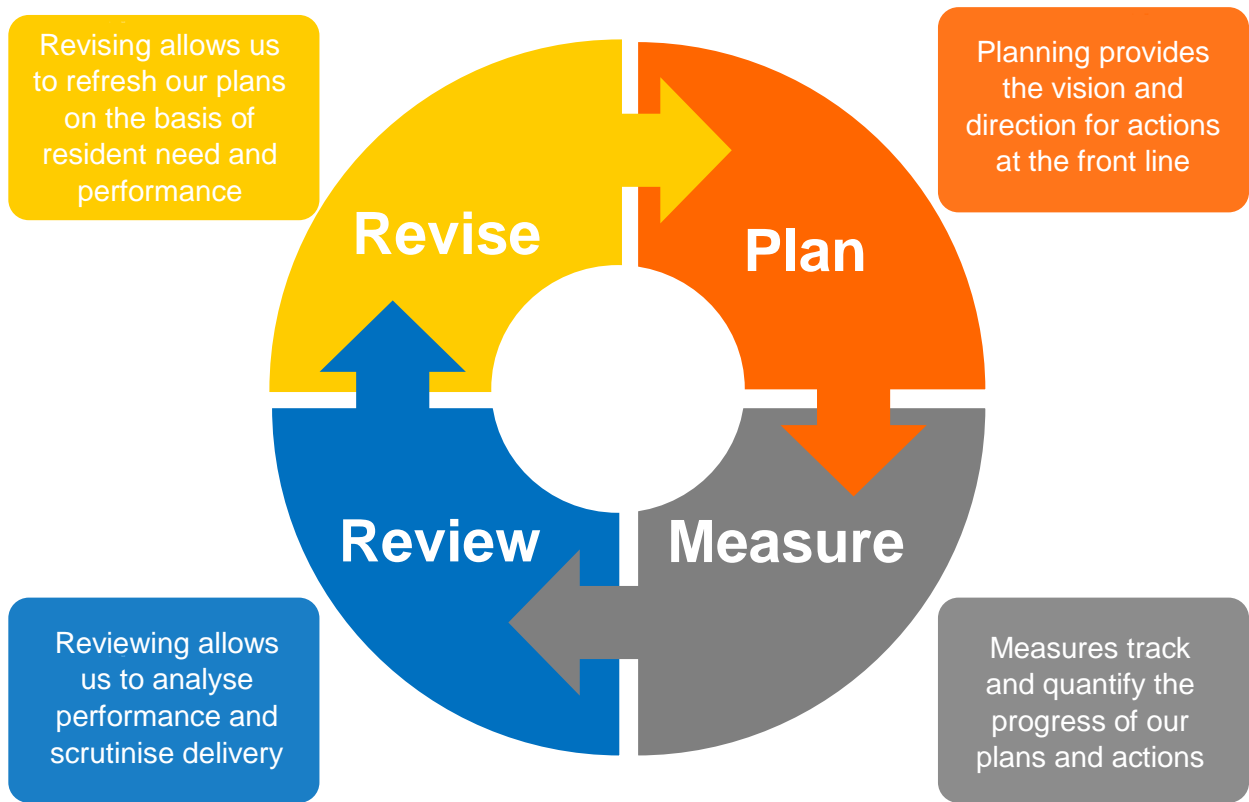 Revising allows us
to refresh our plans
on the basis of
resident need and
performance
Planning provides
the vision and
direction for actions
at the front line
Revise
Plan
Review
Measure
Reviewing allows
us to analyse
performance and
scrutinise delivery
Measures track
and quantify the
progress of our
plans and actions